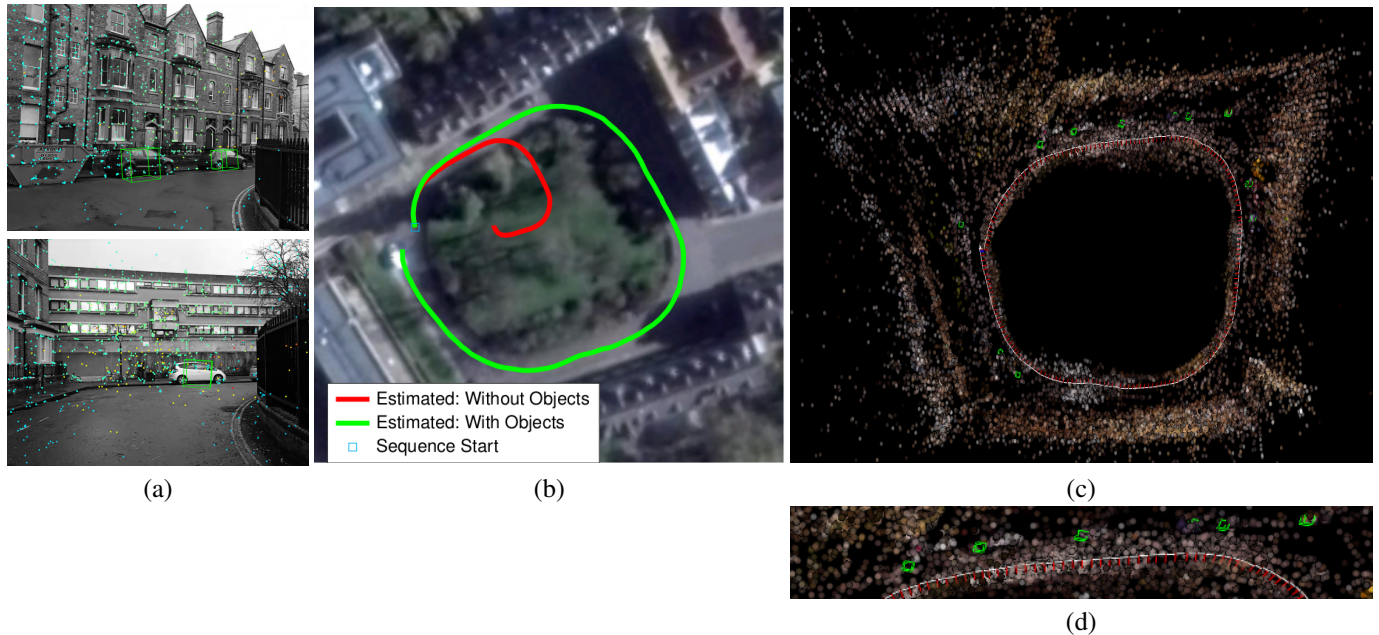 Estimated: Without Objects
Estimated: With Objects
Sequence Start
(a)
(b)
(c)
(d)